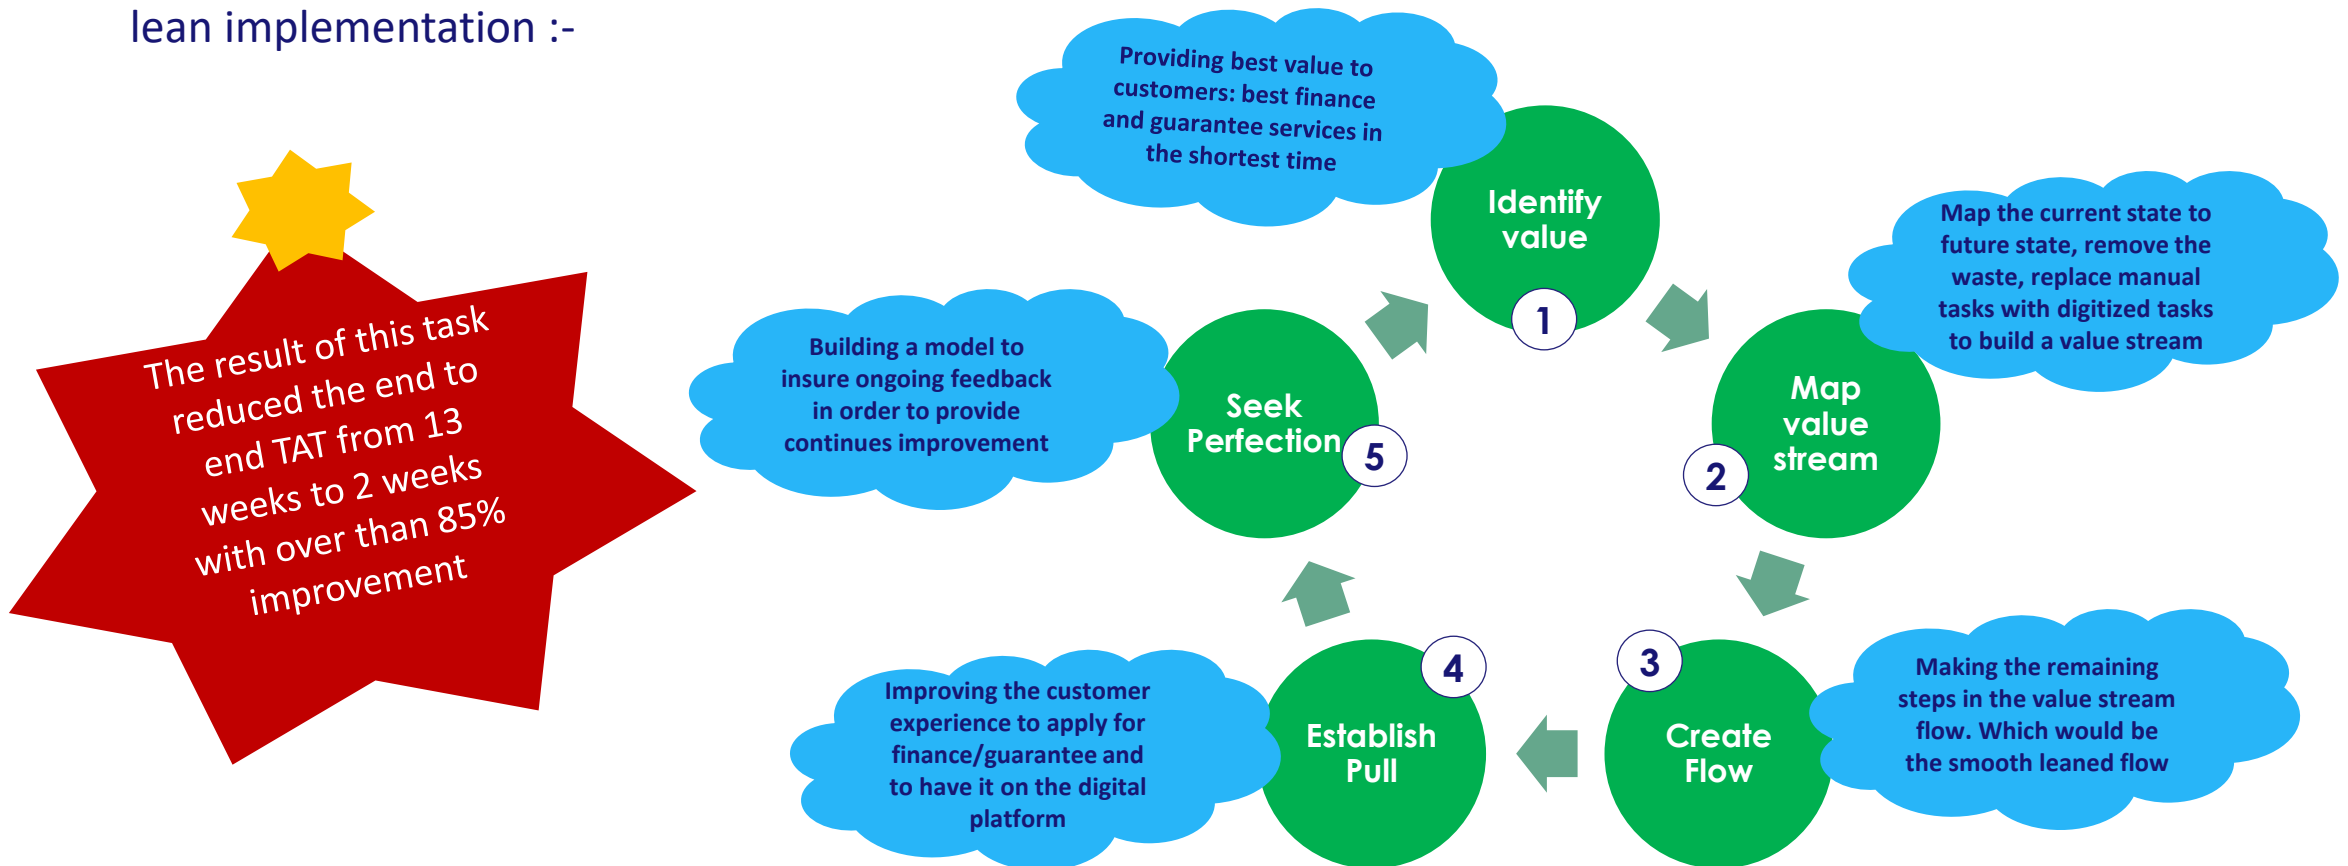 lean implementation :-
The result of this task
reduced the end to
end TAT from 13
weeks to 2 weeks
with over than 85%
improvement
Providing best value to
customers: best finance
and guarantee services in
the shortest time
Identify
value
1
Map the current state to
future state, remove the
waste, replace manual
tasks with digitized tasks
to build a value stream
Map
value
stream
2
Making the remaining
steps in the value stream
flow. Which would be
the smooth leaned flow
3
Create
Flow
Improving the customer
experience to apply for
finance/guarantee and
to have it on the digital
platform
4
Establish
Pull
Building a model to
insure ongoing feedback
in order to provide
continues improvement
Seek
Perfection
5